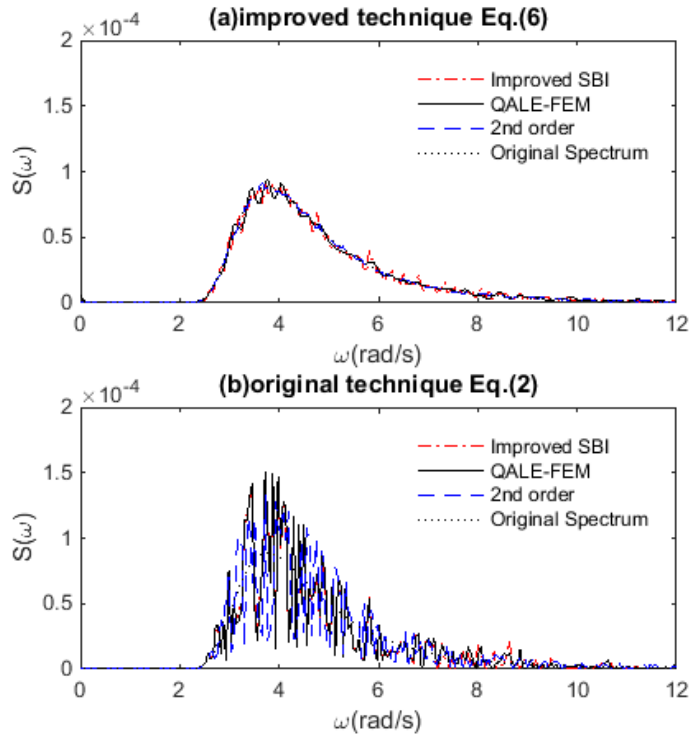 (a)improved technique Eq.(6)
×10⁻⁴
2
1.5
1
0.5
0
S(ω)
Improved SBI
QALE-FEM
2nd order
Original Spectrum
0 2 4 6 8 10 12
ω(rad/s)
(b)original technique Eq.(2)
×10⁻⁴
2
1.5
1
0.5
0
S(ω)
Improved SBI
QALE-FEM
2nd order
Original Spectrum
0 2 4 6 8 10 12
ω(rad/s)